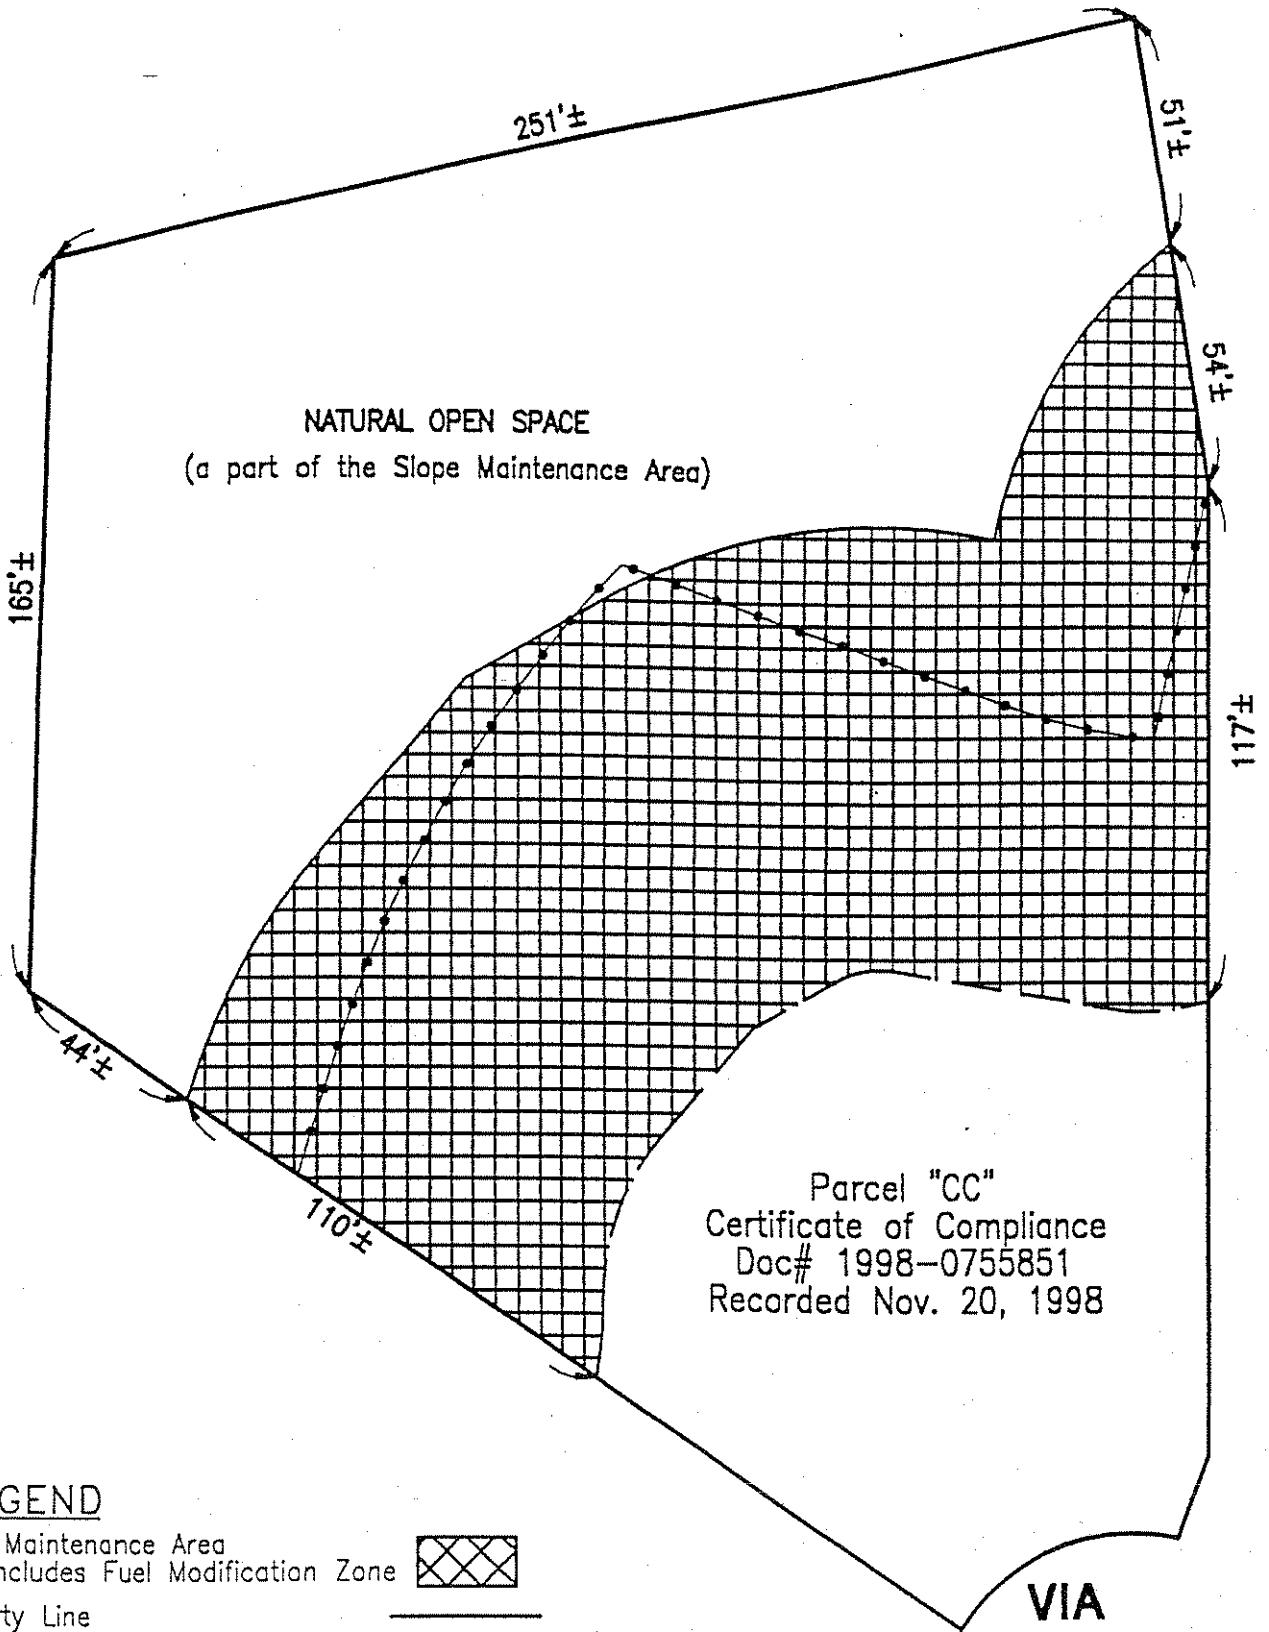 251'±
51'±
54'±
NATURAL OPEN SPACE
(a part of the Slope Maintenance Area)
165'±
117'±
44'±
110'±
Parcel "CC"
Certificate of Compliance
Doc# 1998-0755851
Recorded Nov. 20, 1998
GEND
Maintenance Area
ncludes Fuel Modification Zone
rty Line
VIA